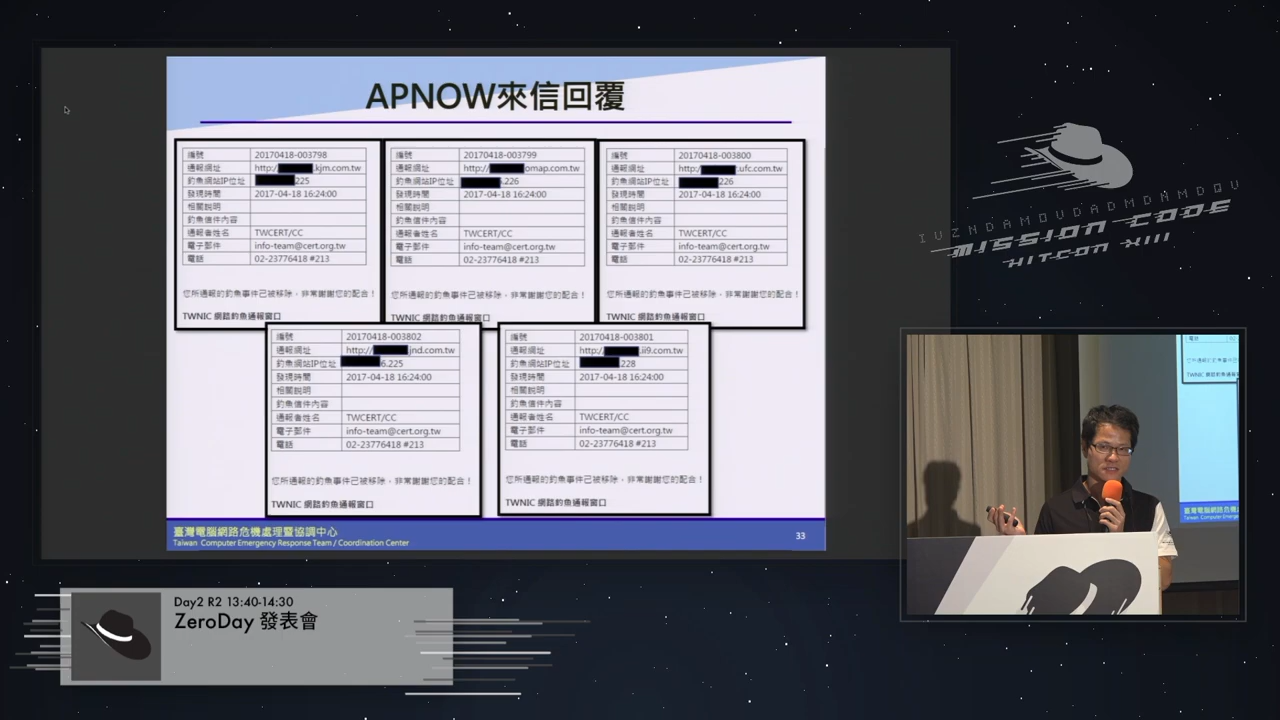 APNOW來信回覆
編號 20170418-003798
通報網址 http:/ .kjm.com.tw
釣魚網站IP位址 225
發現時間 2017-04-18 16:24:00
相關說明
釣魚信件內容
通報者姓名 TWCERT/CC
電子郵件 info-team@cert.org.tw
電話 02-23776418 #213
您所通報的釣魚事件已被移除，非常謝謝您的配合！
TWNIC 網路釣魚通報窗口
編號 20170418-003799
通報網址 http:// omap.com.tw
釣魚網站IP位址 .226
發現時間 2017-04-18 16:24:00
相關說明
釣魚信件內容
通報者姓名 TWCERT/CC
電子郵件 info-team@cert.org.tw
電話 02-23776418 #213
您所通報的釣魚事件已被移除，非常謝謝您的配合！
TWNIC 網路釣魚通報窗口
編號 20170418-003800
通報網址 http:/ .ufc.com.tw
釣魚網站IP位址 226
發現時間 2017-04-18 16:24:00
相關說明
釣魚信件內容
通報者姓名 TWCERT/CC
電子郵件 info-team@cert.org.tw
電話 02-23776418 #213
您所通報的釣魚事件已被移除，非常謝謝您的配合！
TWNIC 網路釣魚通報窗口
編號 20170418-003802
通報網址 http:// jnd.com.tw
釣魚網站IP位址 6.225
發現時間 2017-04-18 16:24:00
相關說明
釣魚信件內容
通報者姓名 TWCERT/CC
電子郵件 info-team@cert.org.tw
電話 02-23776418 #213
您所通報的釣魚事件已被移除，非常謝謝您的配合！
TWNIC 網路釣魚通報窗口
編號 20170418-003801
通報網址 http:/ .ii9.com.tw
釣魚網站IP位址 228
發現時間 2017-04-18 16:24:00
相關說明
釣魚信件內容
通報者姓名 TWCERT/CC
電子郵件 info-team@cert.org.tw
電話 02-23776418 #213
您所通報的釣魚事件已被移除，非常謝謝您的配合！
TWNIC 網路釣魚通報窗口
臺灣電腦網路危機處理暨協調中心
Taiwan Computer Emergency Response Team / Coordination Center
33
MISSION CODE
HITCON XIII
Day2 R2 13:40-14:30
ZeroDay 發表會